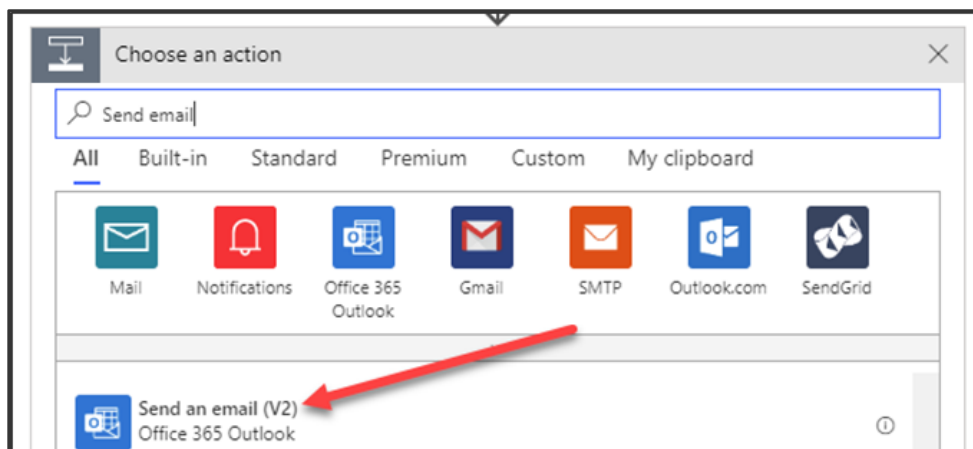 Choose an action
Send email
All Built-in Standard Premium Custom My clipboard
Mail Notifications Office 365 Outlook Gmail SMTP Outlook.com SendGrid
Send an email (V2)
Office 365 Outlook